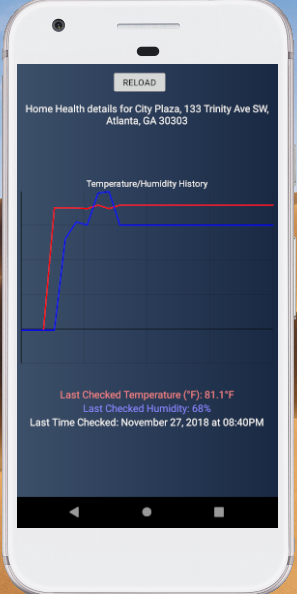 RELOAD
Home Health details for City Plaza, 133 Trinity Ave SW,
Atlanta, GA 30303
Temperature/Humidity History
Last Checked Temperature (°F): 81.1°F
Last Checked Humidity: 68%
Last Time Checked: November 27, 2018 at 08:40PM